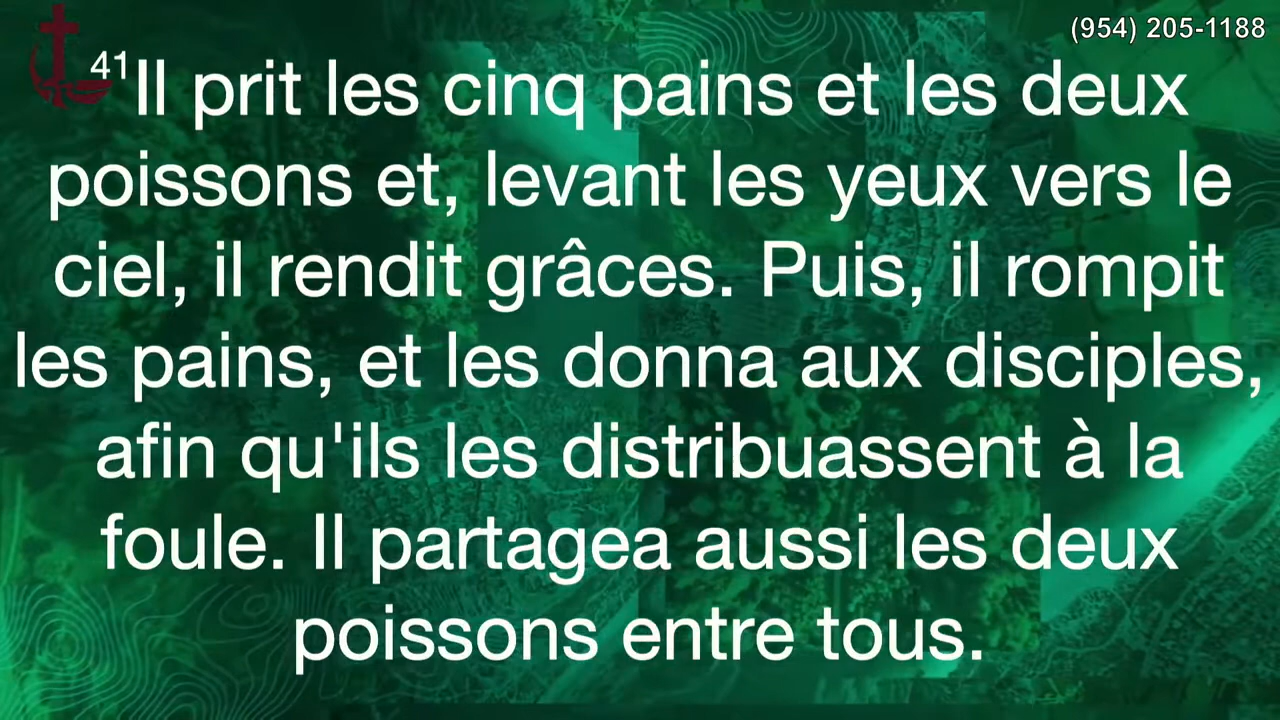 (954) 205-1188
41Il prit les cinq pains et les deux
poissons et, levant les yeux vers le
ciel, il rendit grâces. Puis, il rompit
les pains, et les donna aux disciples,
afin qu'ils les distribuassent à la
foule. Il partagea aussi les deux
poissons entre tous.